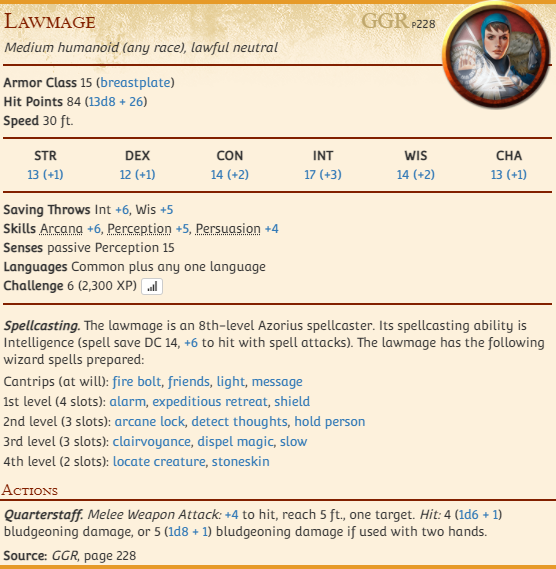 Lawmage GGR p228
Medium humanoid (any race), lawful neutral
Armor Class 15 (breastplate)
Hit Points 84 (13d8 + 26)
Speed 30 ft.
STR DEX CON INT WIS CHA
13 (+1) 12 (+1) 14 (+2) 17 (+3) 14 (+2) 13 (+1)
Saving Throws Int +6, Wis +5
Skills Arcana +6, Perception +5, Persuasion +4
Senses passive Perception 15
Languages Common plus any one language
Challenge 6 (2,300 XP)
Spellcasting. The lawmage is an 8th-level Azorius spellcaster. Its spellcasting ability is
Intelligence (spell save DC 14, +6 to hit with spell attacks). The lawmage has the following
wizard spells prepared:
Cantrips (at will): fire bolt, friends, light, message
1st level (4 slots): alarm, expeditious retreat, shield
2nd level (3 slots): arcane lock, detect thoughts, hold person
3rd level (3 slots): clairvoyance, dispel magic, slow
4th level (2 slots): locate creature, stoneskin
Actions
Quarterstaff. Melee Weapon Attack: +4 to hit, reach 5 ft., one target. Hit: 4 (1d6 + 1)
bludgeoning damage, or 5 (1d8 + 1) bludgeoning damage if used with two hands.
Source: GGR, page 228